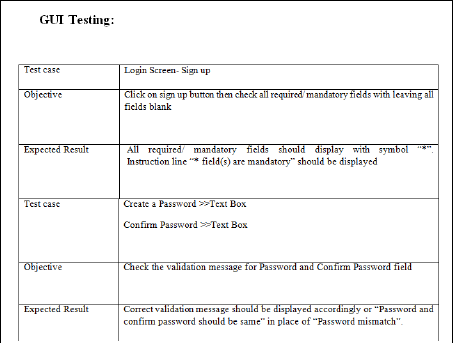 GUI Testing:
Test case
Login Screen- Sign up
Objective
Click on sign up button then check all required/ mandatory fields with leaving all
fields blank
Expected Result
All required/ mandatory fields should display with symbol “*”.
Instruction line “* field(s) are mandatory” should be displayed
Test case
Create a Password >>Text Box
Confirm Password >>Text Box
Objective
Check the validation message for Password and Confirm Password field
Expected Result
Correct validation message should be displayed accordingly or “Password and
confirm password should be same” in place of “Password mismatch”.